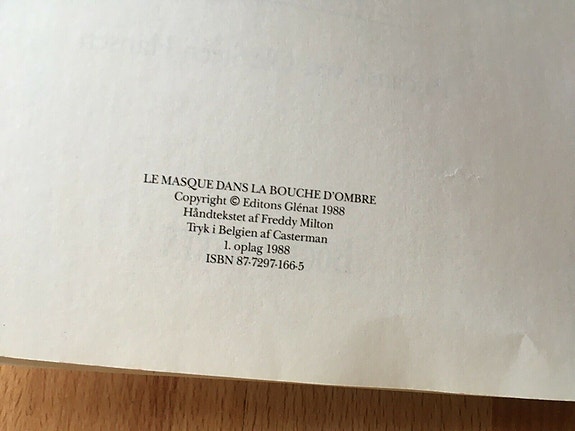 LE MASQUE DANS LA BOUCHE D'OMBRE
Copyright © Editons Glénat 1988
Håndtekstet af Freddy Milton
Tryk i Belgien af Casterman
1. oplag 1988
ISBN 87-7297-166-5